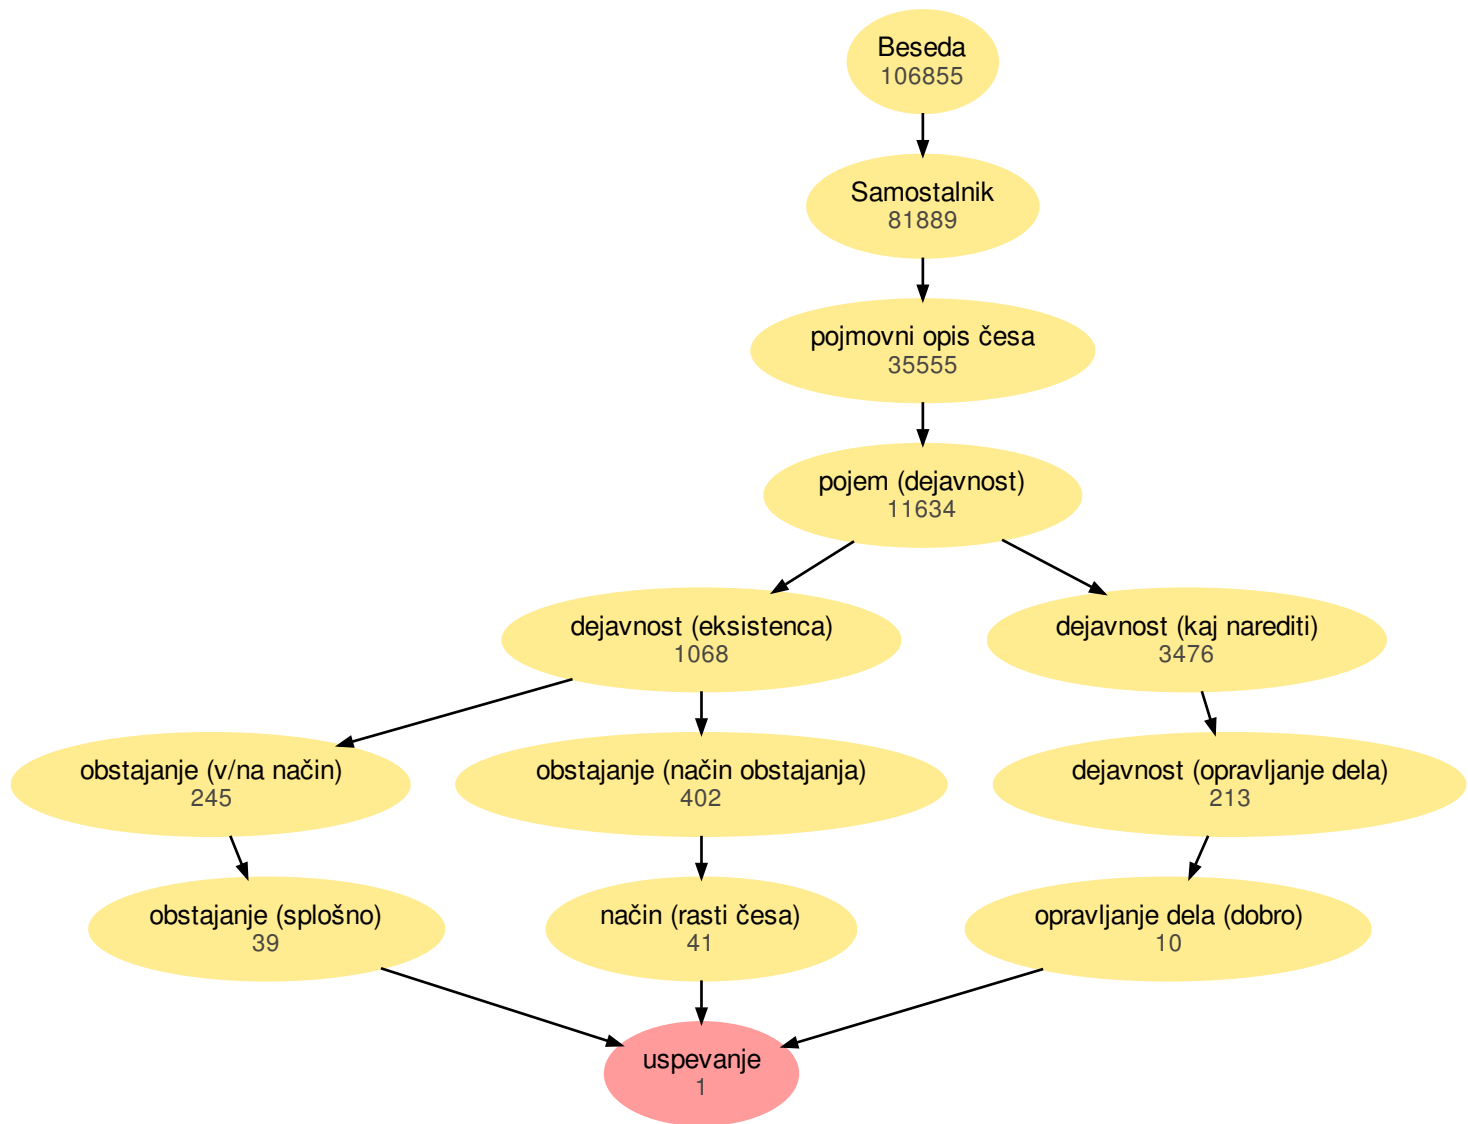 Beseda
106855
Samostalnik
81889
pojmovni opis česa
35555
pojem (dejavnost)
11634
dejavnost (eksistenca)
1068
dejavnost (kaj narediti)
3476
obstajanje (v/na način)
245
obstajanje (način obstajanja)
402
dejavnost (opravljanje dela)
213
obstajanje (splošno)
39
način (rasti česa)
41
opravljanje dela (dobro)
10
uspevanje
1